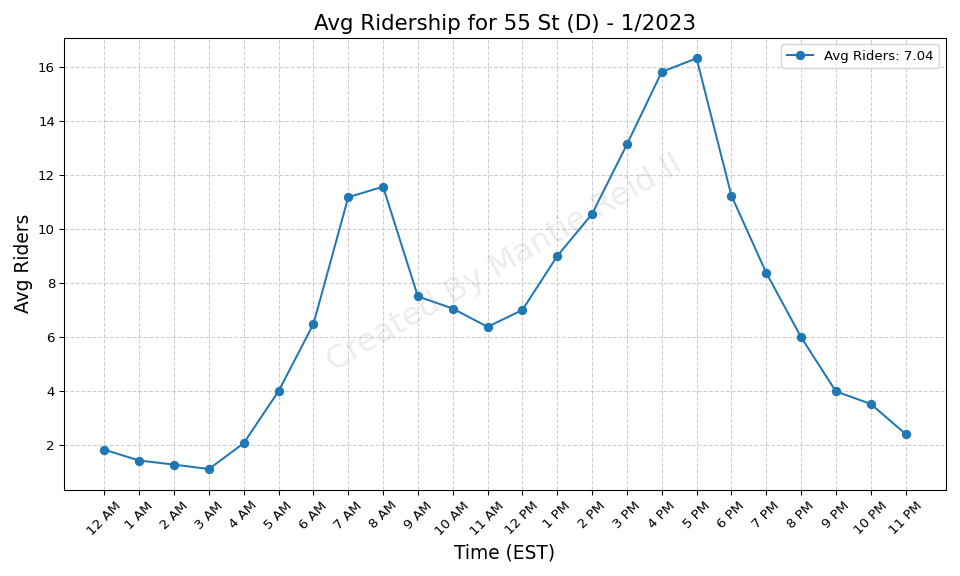 Avg Ridership for 55 St (D) - 1/2023
Avg Riders: 7.04
Avg Riders
16
14
12
10
8
6
4
2
Created By Mantie Reid II
12 AM
1 AM
2 AM
3 AM
4 AM
5 AM
6 AM
7 AM
8 AM
9 AM
10 AM
11 AM
12 PM
1 PM
2 PM
3 PM
4 PM
5 PM
6 PM
7 PM
8 PM
9 PM
10 PM
11 PM
Time (EST)